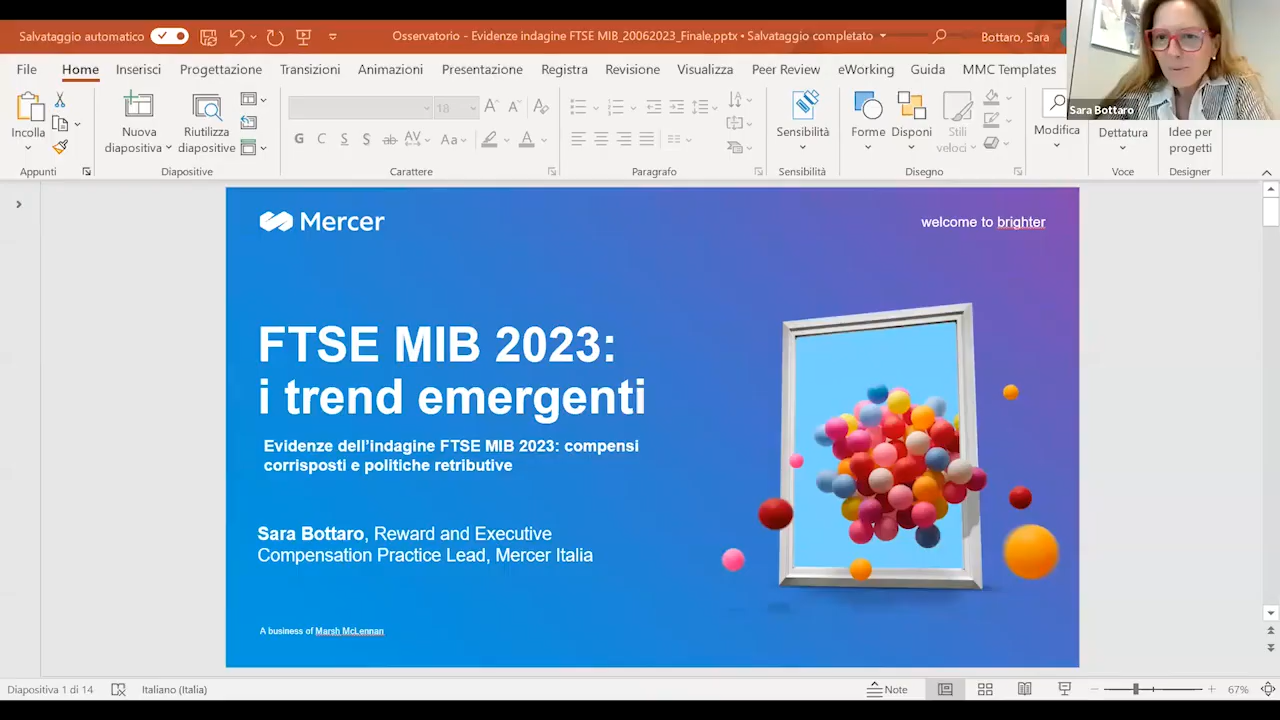 Salvataggio automatico
Osservatorio - Evidenze indagine FTSE MIB_20062023_Finale.pptx • Salvataggio completato
Bottaro, Sara
Sara Bottaro
File Home Inserisci Progettazione Transizioni Animazioni Presentazione Registra Revisione Visualizza Peer Review eWorking Guida MMC Templates
Incolla
Nuova diapositiva
Riutilizza diapositive
18
G C S S ab AV Aa A
Sensibilità
Forme
Disponi
Stili veloci
Modifica
Dettatura
Idee per progetti
Appunti
Diapositive
Carattere
Paragrafo
Sensibilità
Disegno
Voce
Designer
Mercer
welcome to brighter
FTSE MIB 2023:
i trend emergenti
Evidenze dell’indagine FTSE MIB 2023: compensi
corrisposti e politiche retributive
Sara Bottaro, Reward and Executive
Compensation Practice Lead, Mercer Italia
A business of Marsh McLennan
Diapositiva 1 di 14
Italiano (Italia)
Note
67%